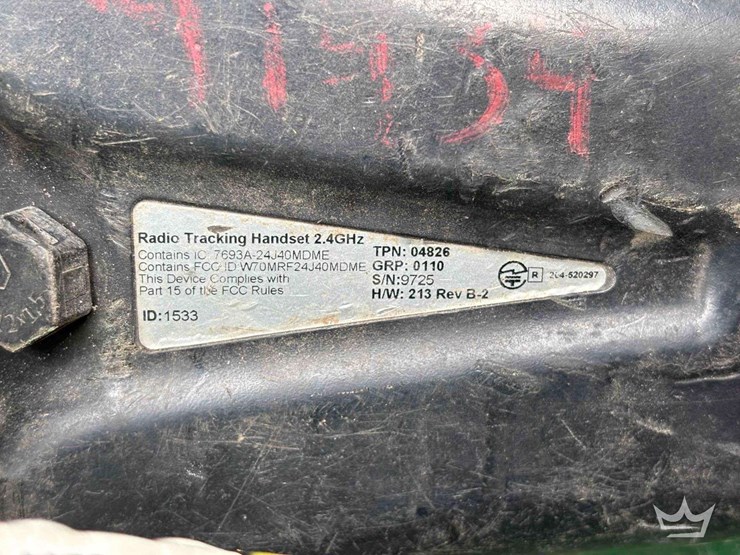 Radio Tracking Handset 2.4GHz
Contains IC: 7693A-24J40MDME
Contains FCC ID W70MRF24J40MDME
This Device Complies with
Part 15 of the FCC Rules
ID:1533
TPN: 04826
GRP: 0110
S/N:9725
H/W: 213 Rev B-2
R 204-520297